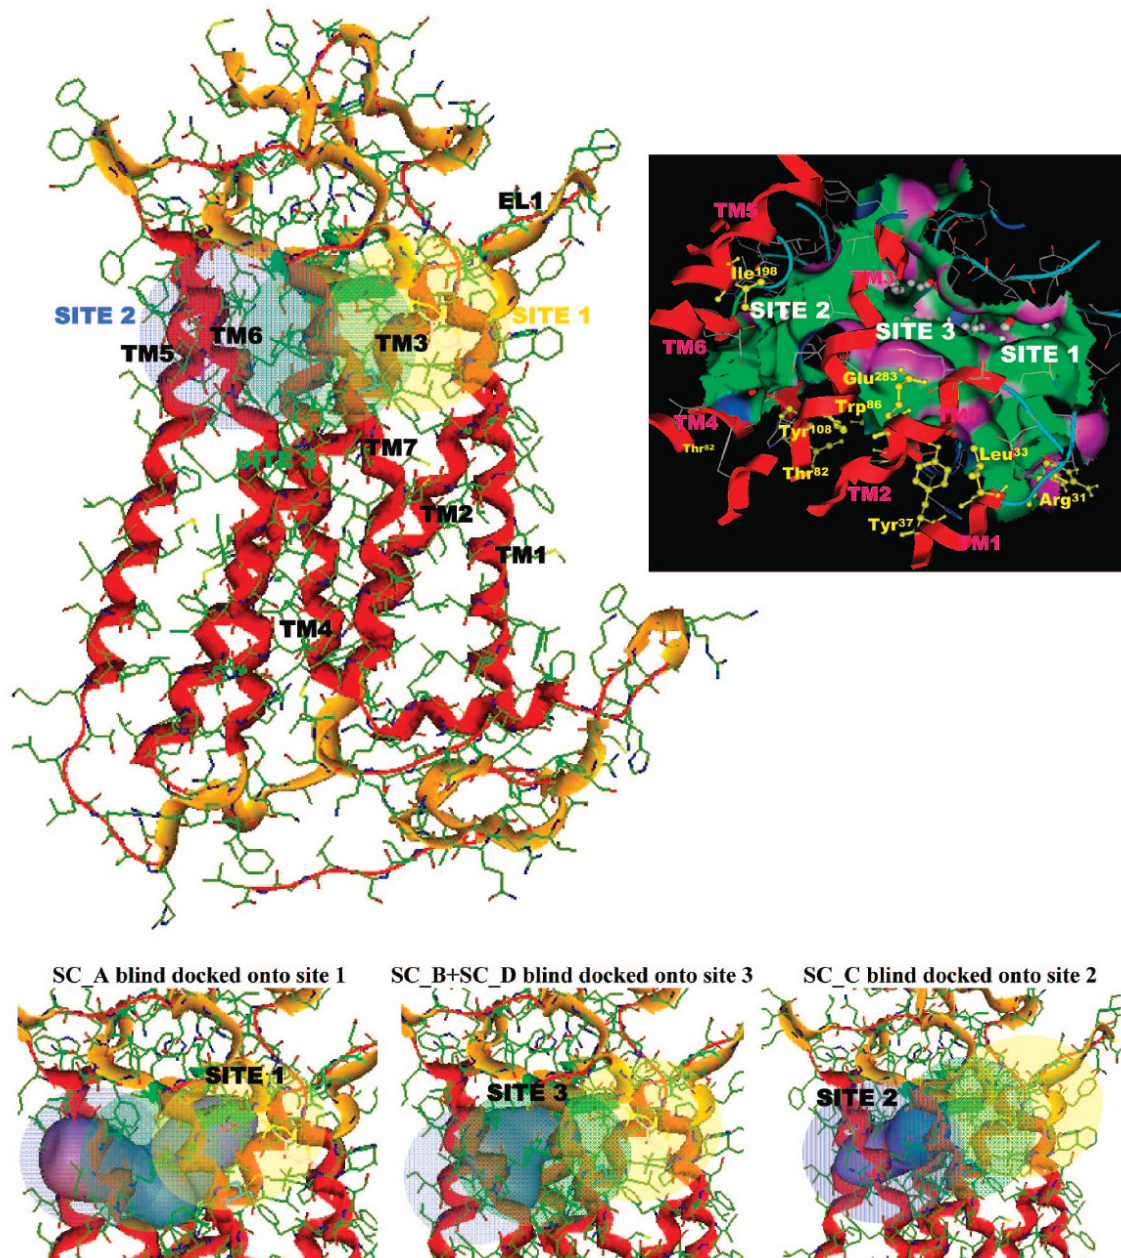 EL1
SITE 2
SITE 1
TM6
TM5
TM3
SITE 3
TM7
TM2
TM1
TM4
TM5
Ile198
TM3
SITE 2
SITE 3
SITE 1
TM6
Glu283
Trp86
TM7
TM4
Tyr108
Thr82
Thr82
Leu33
TM2
Arg31
Tyr37
TM1
SC_A blind docked onto site 1
SC_B+SC_D blind docked onto site 3
SC_C blind docked onto site 2
SITE 1
SITE 3
SITE 2